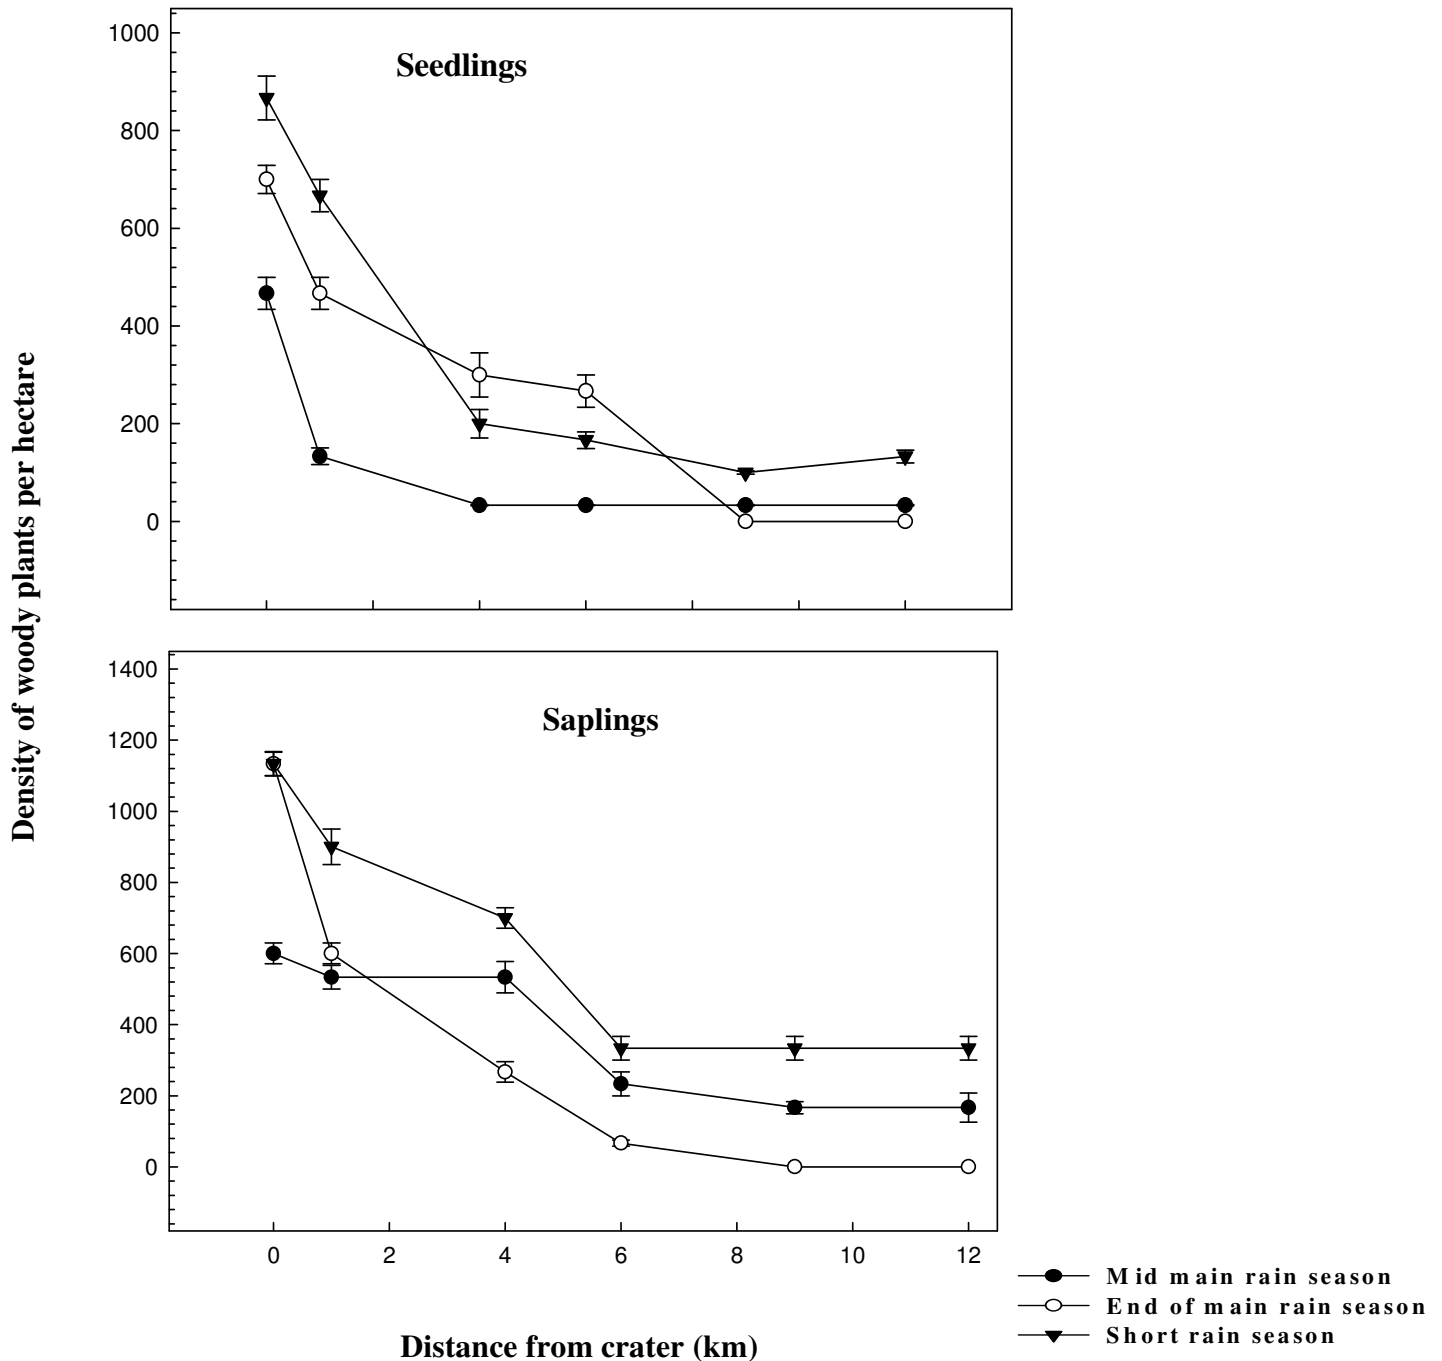 1000
Seedlings
800
600
400
200
0
Density of woody plants per hectare
1400
Saplings
1200
1000
800
600
400
200
0
0 2 4 6 8 10 12
Mid main rain season
End of main rain season
Short rain season
Distance from crater (km)